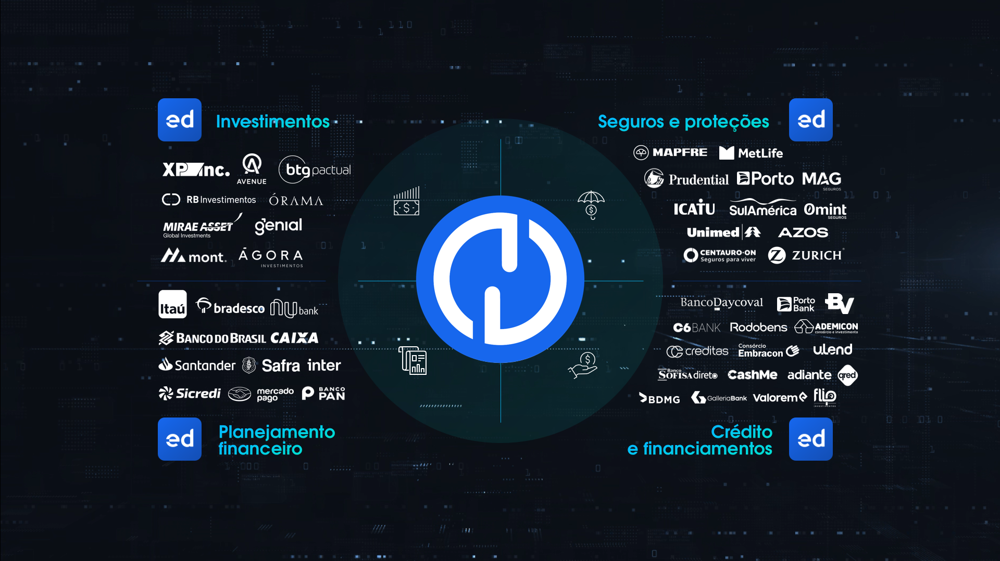 ed Investimentos
XP inc. AVENUE btg pactual
RB Investimentos ÓRAMA
MIRAE ASSET
Global Investments
genial
mont. ÁGORA
INVESTIMENTOS
Seguros e proteções ed
MAPFRE MetLife
Prudential Porto MAG
SEGUROS
ICATU SulAmérica Omint
SEGUROS
Unimed AZOS
CENTAURO·ON
Seguros para viver
ZURICH
Itaú bradesco nu bank
BANCO DO BRASIL CAIXA
Santander Safra inter
Sicredi mercado
pago
BANCO
PAN
ed Planejamento
financeiro
BancoDaycoval Porto
Bank
BV
C6 BANK Rodobens ADEMICON
consórcio e investimento
creditas Consórcio
Embracon
ulend
Banco
SOFISA direto CashMe adiante qred
BDMG GalleriaBank Valorem flip
INVESTIMENTOS
Crédito
e financiamentos
ed